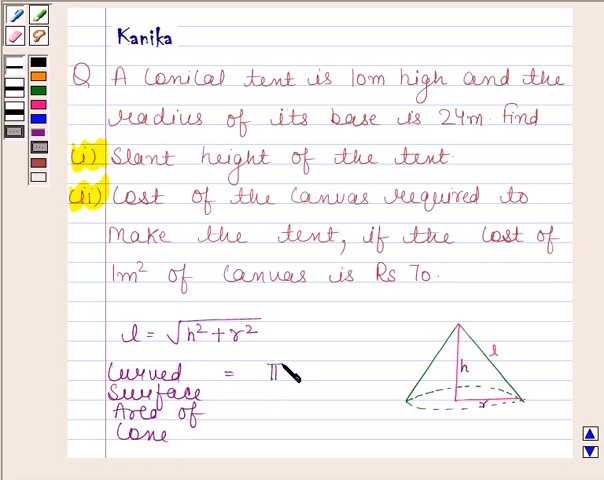 Kanika
Q A Conical tent is 10m high and the
radius of its base is 24m. Find
(i) Slant height of the tent.
(ii) Cost of the Canvas required to
make the tent, if the cost of
1m² of Canvas is Rs 70.
l = √h² + r²
Curved = π
Surface
Area of
Cone
l
h
r